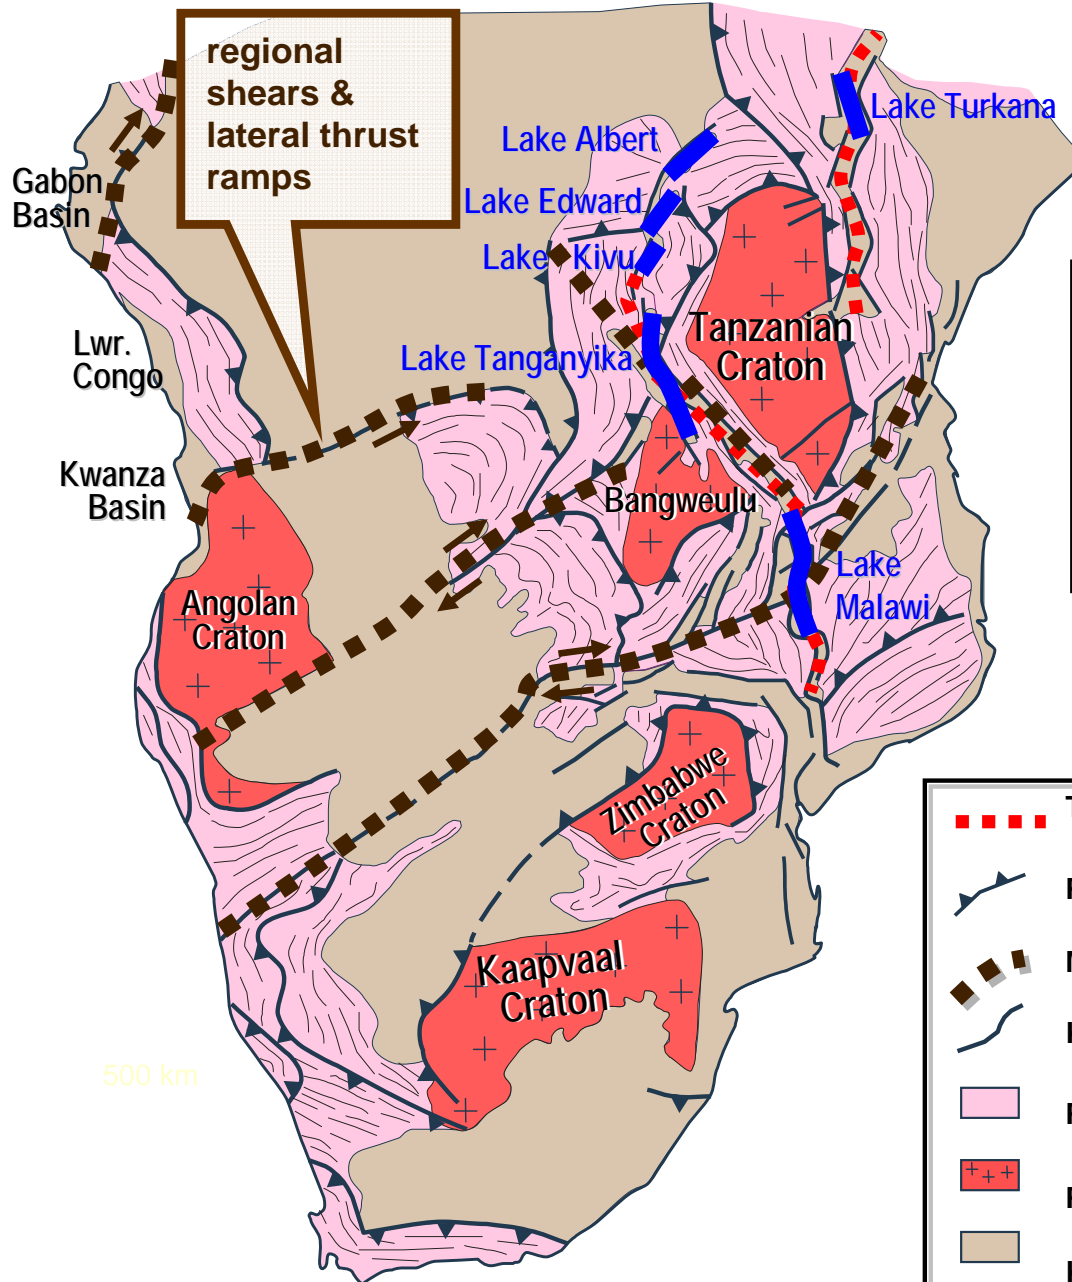 regional
shears &
lateral thrust
ramps
Lake Turkana
Lake Albert
Gabon
Basin
Lake Edward
Lake Kivu
Lwr.
Congo
Lake Tanganyika
Tanzanian
Craton
Kwanza
Basin
Bangweulu
Lake
Malawi
Angolan
Craton
Zimbabwe
Craton
Kaapvaal
Craton
500 km